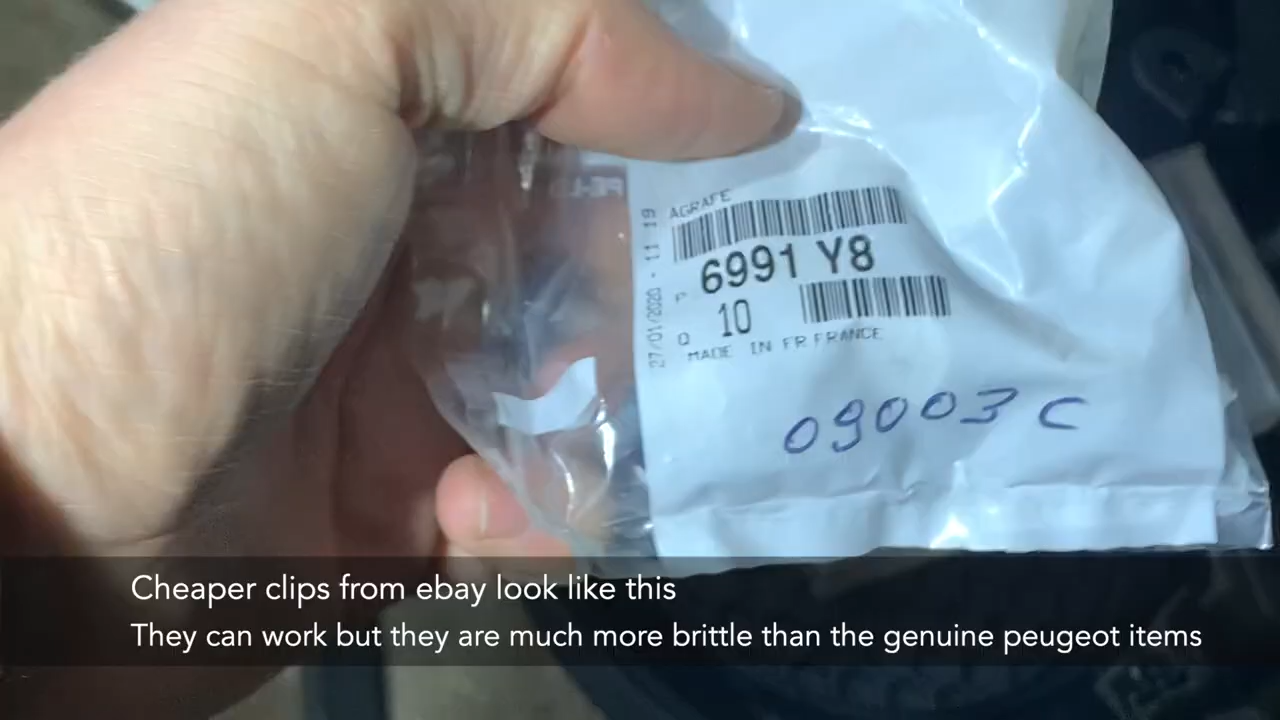 AGRAFE
6991 Y8
P
Q 10
MADE IN FR FRANCE
27/01/2020 - 11 19
09003C
Cheaper clips from ebay look like this
They can work but they are much more brittle than the genuine peugeot items